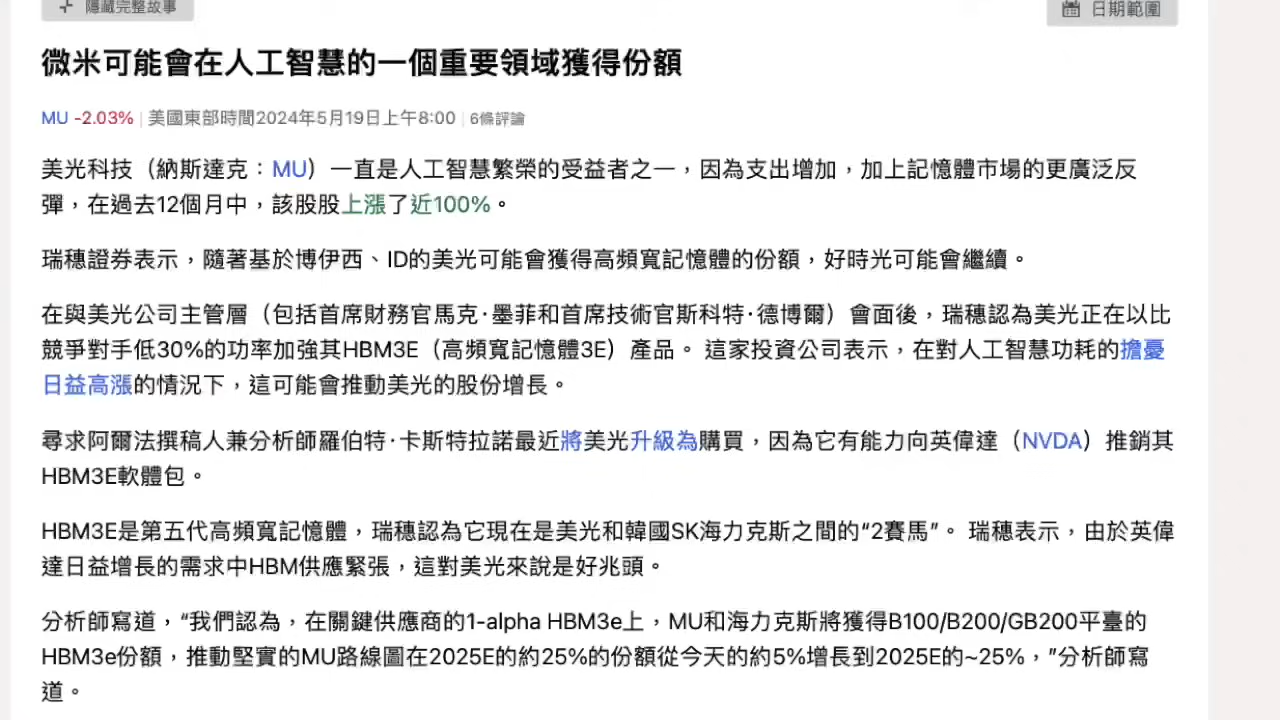 隱藏完整故事
日期範圍
微米可能會在人工智慧的一個重要領域獲得份額
MU -2.03% | 美國東部時間2024年5月19日上午8:00 | 6條評論
美光科技（納斯達克：MU）一直是人工智慧繁榮的受益者之一，因為支出增加，加上記憶體市場的更廣泛反
彈，在過去12個月中，該股股上漲了近100%。
瑞穗證券表示，隨著基於博伊西、ID的美光可能會獲得高頻寬記憶體的份額，好時光可能會繼續。
在與美光公司主管層（包括首席財務官馬克·墨菲和首席技術官斯科特·德博爾）會面後，瑞穗認為美光正在以比
競爭對手低30%的功率加強其HBM3E（高頻寬記憶體3E）產品。 這家投資公司表示，在對人工智慧功耗的擔憂
日益高漲的情況下，這可能會推動美光的股份增長。
尋求阿爾法撰稿人兼分析師羅伯特·卡斯特拉諾最近將美光升級為購買，因為它有能力向英偉達（NVDA）推銷其
HBM3E軟體包。
HBM3E是第五代高頻寬記憶體，瑞穗認為它現在是美光和韓國SK海力克斯之間的“2賽馬”。 瑞穗表示，由於英偉
達日益增長的需求中HBM供應緊張，這對美光來說是好兆頭。
分析師寫道，“我們認為，在關鍵供應商的1-alpha HBM3e上，MU和海力克斯將獲得B100/B200/GB200平臺的
HBM3e份額，推動堅實的MU路線圖在2025E的約25%的份額從今天的約5%增長到2025E的~25%，”分析師寫
道。